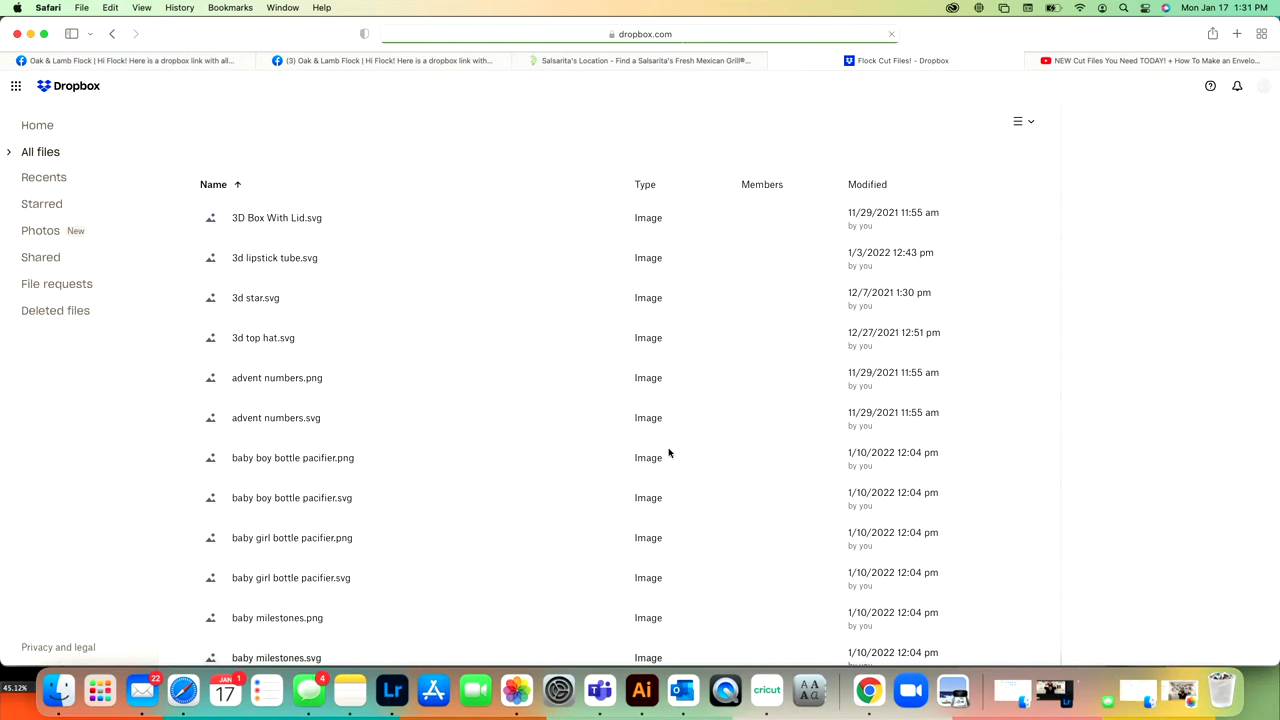 Safari File Edit View History Bookmarks Window Help Mon Jan 17 1:31 PM
dropbox.com
Oak & Lamb Flock | Hi Flock! Here is a dropbox link with all... (3) Oak & Lamb Flock | Hi Flock! Here is a dropbox link with... Salsarita's Location - Find a Salsarita's Fresh Mexican Grill®... Flock Cut Files! - Dropbox NEW Cut Files You Need TODAY! + How To Make an Envelo...
Dropbox
Home
All files
Recents
Starred
Photos New
Shared
File requests
Deleted files
Privacy and legal
Name Type Members Modified
3D Box With Lid.svg Image 11/29/2021 11:55 am
by you
3d lipstick tube.svg Image 1/3/2022 12:43 pm
by you
3d star.svg Image 12/7/2021 1:30 pm
by you
3d top hat.svg Image 12/27/2021 12:51 pm
by you
advent numbers.png Image 11/29/2021 11:55 am
by you
advent numbers.svg Image 11/29/2021 11:55 am
by you
baby boy bottle pacifier.png Image 1/10/2022 12:04 pm
by you
baby boy bottle pacifier.svg Image 1/10/2022 12:04 pm
by you
baby girl bottle pacifier.png Image 1/10/2022 12:04 pm
by you
baby girl bottle pacifier.svg Image 1/10/2022 12:04 pm
by you
baby milestones.png Image 1/10/2022 12:04 pm
by you
baby milestones.svg Image 1/10/2022 12:04 pm
45.12%
22 JAN 17 1 4 Lr Ai cricut